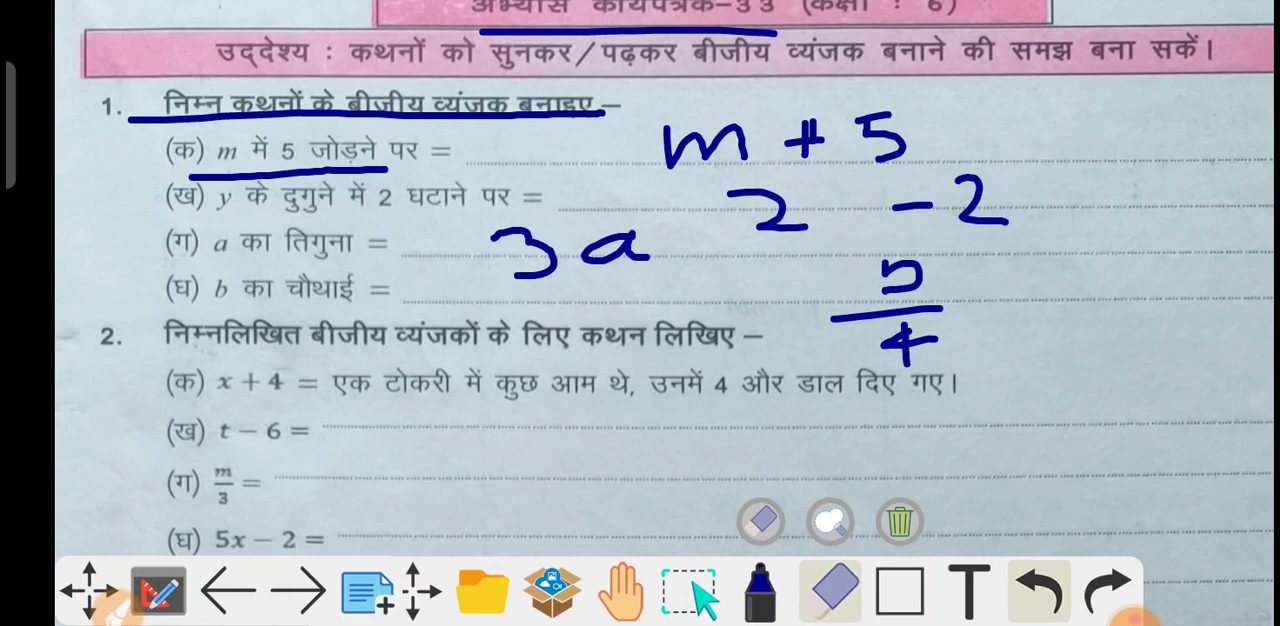 अभ्यास कार्यपत्रक-33 (कक्षा : 6)
उद्देश्य : कथनों को सुनकर/पढ़कर बीजीय व्यंजक बनाने की समझ बना सकें।
1. निम्न कथनों के बीजीय व्यंजक बनाइए –
(क) m में 5 जोड़ने पर = m + 5
(ख) y के दुगुने में 2 घटाने पर = 2 - 2
(ग) a का तिगुना = 3a
(घ) b का चौथाई = 5/4
2. निम्नलिखित बीजीय व्यंजकों के लिए कथन लिखिए –
(क) x + 4 = एक टोकरी में कुछ आम थे, उनमें 4 और डाल दिए गए।
(ख) t – 6 =
(ग) m/3 =
(घ) 5x – 2 =
T